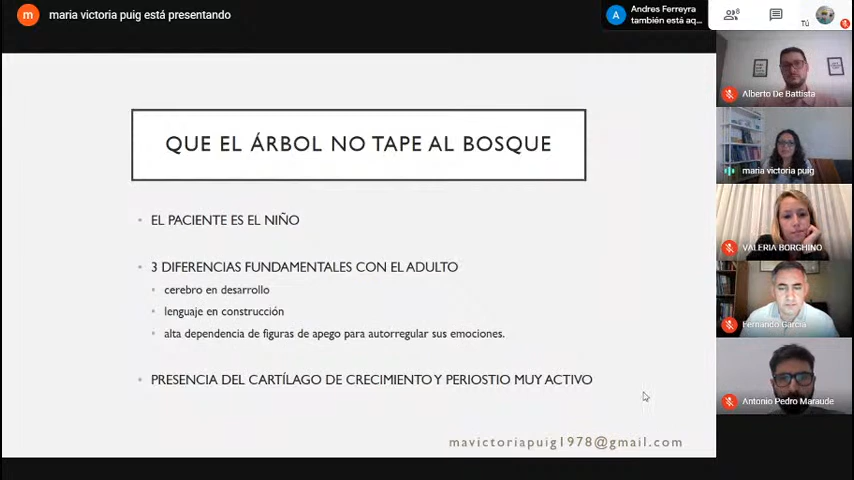 m maria victoria puig está presentando
A Andres Ferreyra
también está aq...
8
Tú
QUE EL ÁRBOL NO TAPE AL BOSQUE
EL PACIENTE ES EL NIÑO
3 DIFERENCIAS FUNDAMENTALES CON EL ADULTO
cerebro en desarrollo
lenguaje en construcción
alta dependencia de figuras de apego para autorregular sus emociones.
PRESENCIA DEL CARTÍLAGO DE CRECIMIENTO Y PERIOSTIO MUY ACTIVO
mavictoriapuig1978@gmail.com
Alberto De Battista
maria victoria puig
VALERIA BORGHINO
Fernando Garcia
Antonio Pedro Maraude